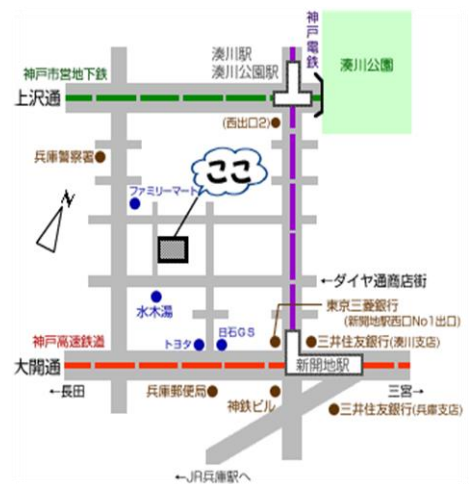 神戸電鉄
湊川駅
湊川公園駅
湊川公園
神戸市営地下鉄
上沢通
(西出口2)
兵庫警察署
ここ
ファミリーマート
N
←ダイヤ通商店街
水木湯
東京三菱銀行
(新開地駅西口No1出口)
神戸高速鉄道
トヨタ
日石GS
三井住友銀行(湊川支店)
大開通
新開地駅
←長田
兵庫郵便局
神鉄ビル
三宮→
三井住友銀行(兵庫支店)
←JR兵庫駅へ